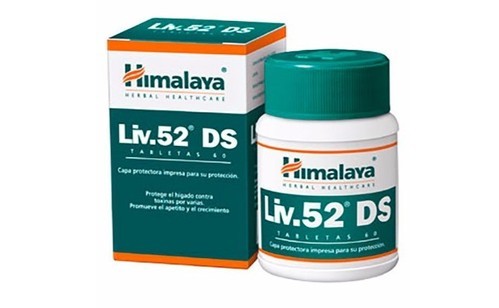 Himalaya®
HERBAL HEALTHCARE
Liv.52® DS
TABLETAS 60
Capa protectora impresa para su protección.
Protege el higado contra
toxinas por varias.
Promueve el apetito y el crecimiento
Himalaya®
HERBAL HEALTHCARE
Liv.52® DS
TABLETAS 60
Capa protectora impresa para su protección.